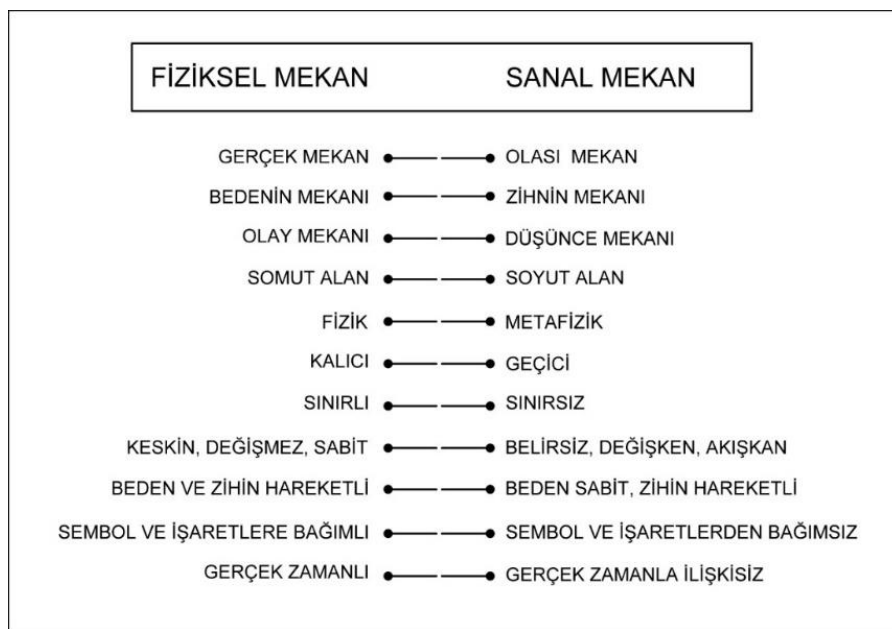 FİZİKSEL MEKAN SANAL MEKAN
GERÇEK MEKAN OLASI MEKAN
BEDENİN MEKANI ZİHNİN MEKANI
OLAY MEKANI DÜŞÜNCE MEKANI
SOMUT ALAN SOYUT ALAN
FİZİK METAFİZİK
KALICI GEÇİCİ
SINIRLI SINIRSIZ
KESKİN, DEĞİŞMEZ, SABİT BELİRSİZ, DEĞİŞKEN, AKIŞKAN
BEDEN VE ZİHİN HAREKETLİ BEDEN SABİT, ZİHİN HAREKETLİ
SEMBOL VE İŞARETLERE BAĞIMLI SEMBOL VE İŞARETLERDEN BAĞIMSIZ
GERÇEK ZAMANLI GERÇEK ZAMANLA İLİŞKİSİZ